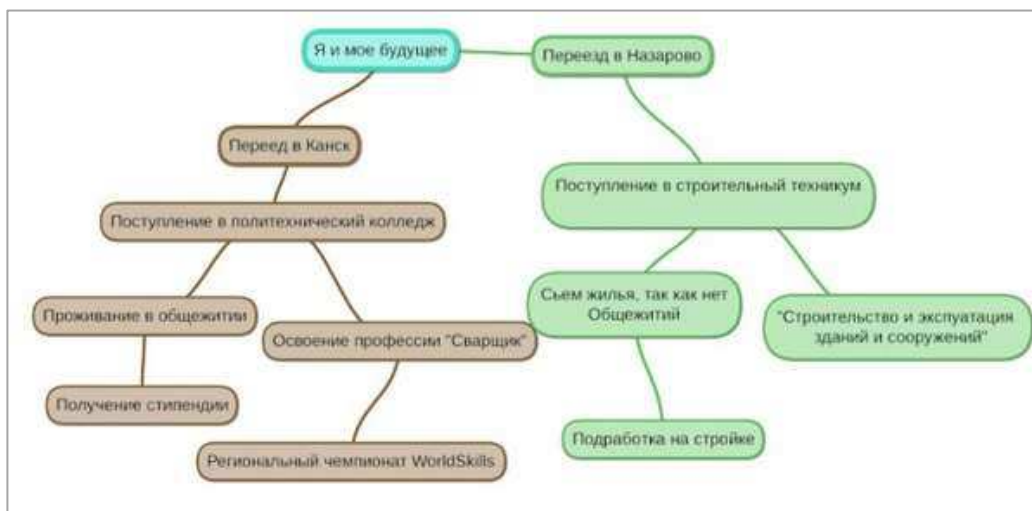 Я и мое будущее
Переезд в Назарово
Переед в Канск
Поступление в политехнический колледж
Поступление в строительный техникум
Проживание в общежитии
Освоение профессии "Сварщик"
Сьем жилья, так как нет
Общежитий
"Строительство и эксплуатация
зданий и сооружений"
Получение стипендии
Региональный чемпионат WorldSkills
Подработка на стройке